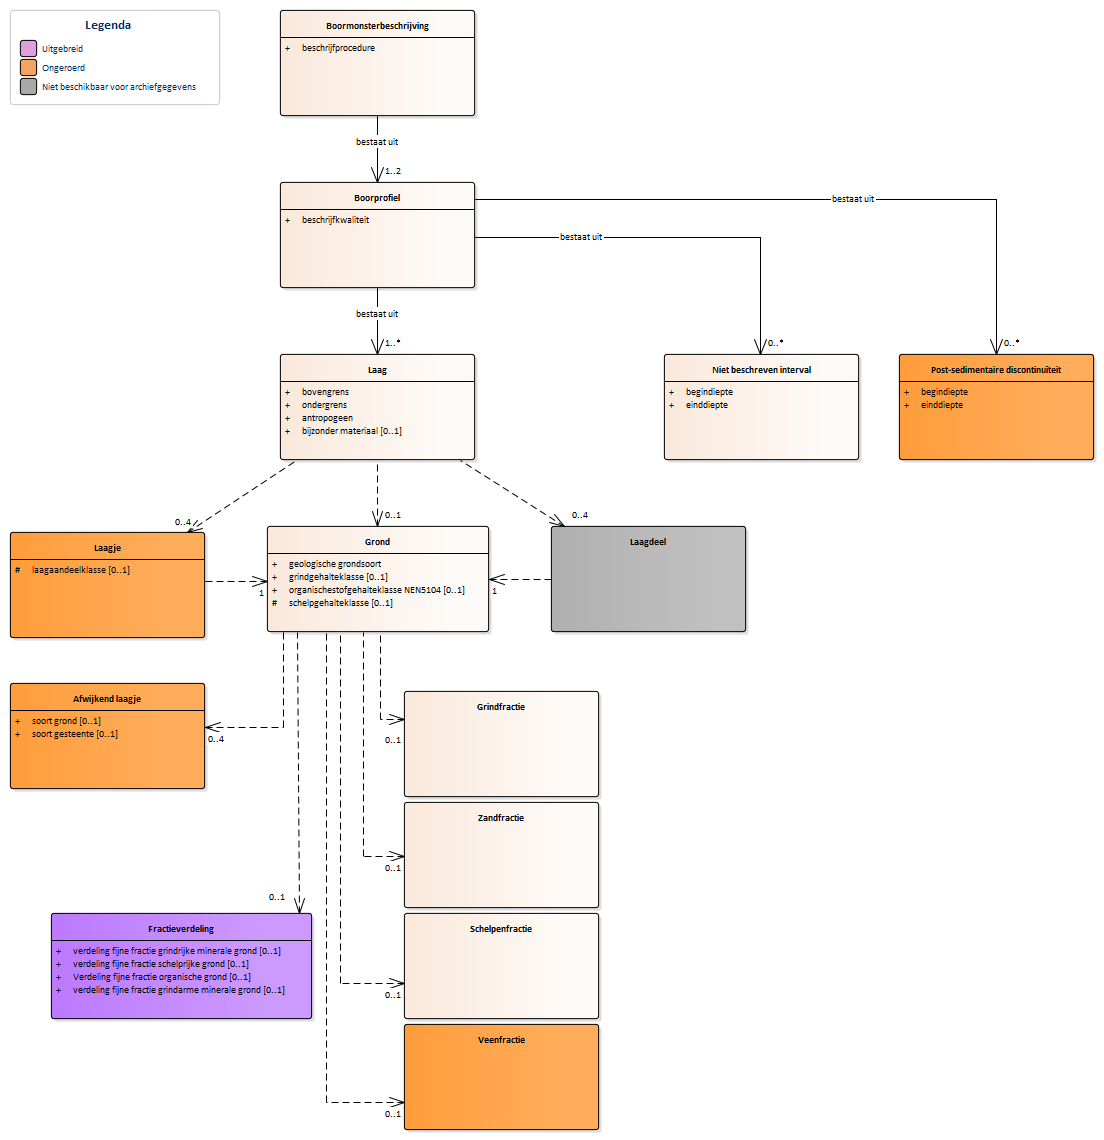 Legenda
Uitgebreid
Ongeroerd
Niet beschikbaar voor archiefgegevens
Boormonsterbeschrijving
+ beschrijfprocedure
bestaat uit
1..2
Boorprofiel
+ beschrijfkwaliteit
bestaat uit
bestaat uit
bestaat uit
1..*
0..*
0..*
Laag
+ bovengrens
+ ondergrens
+ antropogeen
+ bijzonder materiaal [0..1]
Niet beschreven interval
+ begindiepte
+ einddiepte
Post-sedimentaire discontinuïteit
+ begindiepte
+ einddiepte
0..4
0..1
0..4
Laagje
# laagaandeelklasse [0..1]
1
Grond
+ geologische grondsoort
+ grindgehalteklasse [0..1]
+ organischestofgehalteklasse NEN5104 [0..1]
# schelpgehalteklasse [0..1]
1
Laagdeel
Afwijkend laagje
+ soort grond [0..1]
+ soort gesteente [0..1]
0..4
Grindfractie
0..1
Zandfractie
0..1
0..1
Fractieverdeling
+ verdeling fijne fractie grindrijke minerale grond [0..1]
+ verdeling fijne fractie schelprijke grond [0..1]
+ Verdeling fijne fractie organische grond [0..1]
+ verdeling fijne fractie grindarme minerale grond [0..1]
Schelpenfractie
0..1
Veenfractie
0..1